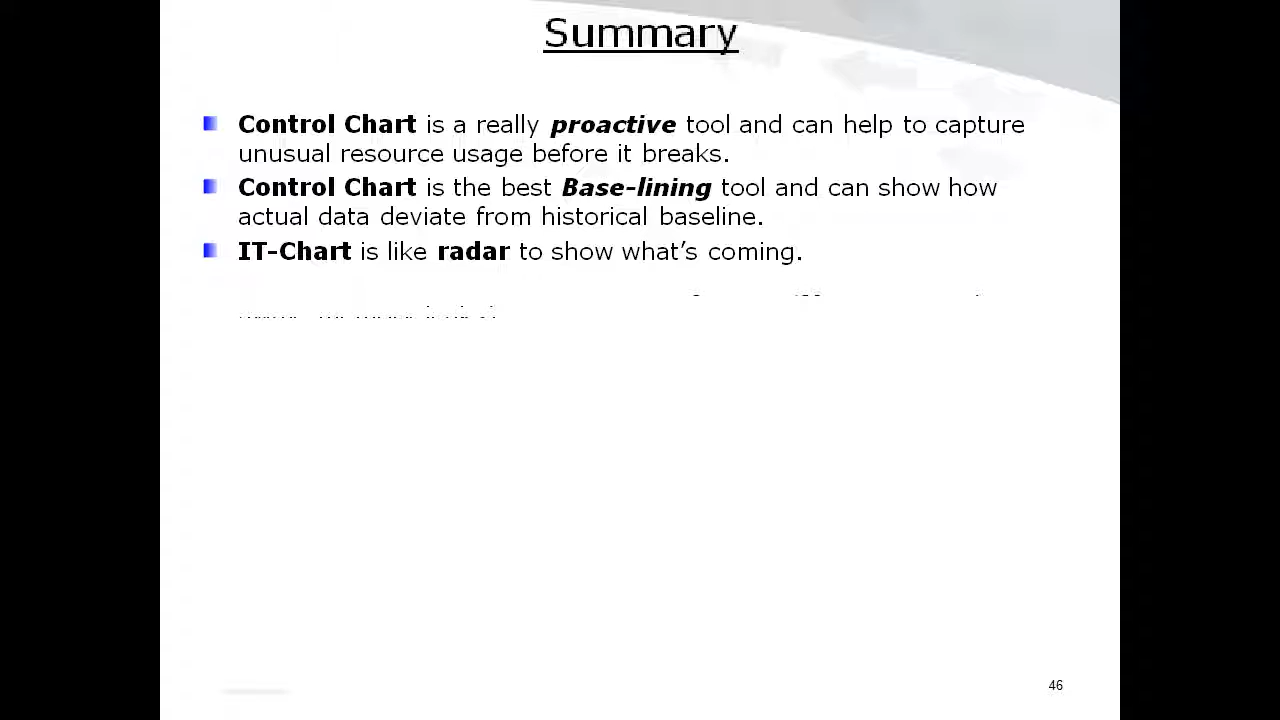 Summary
Control Chart is a really proactive tool and can help to capture
unusual resource usage before it breaks.
Control Chart is the best Base-lining tool and can show how
actual data deviate from historical baseline.
IT-Chart is like radar to show what’s coming.
46